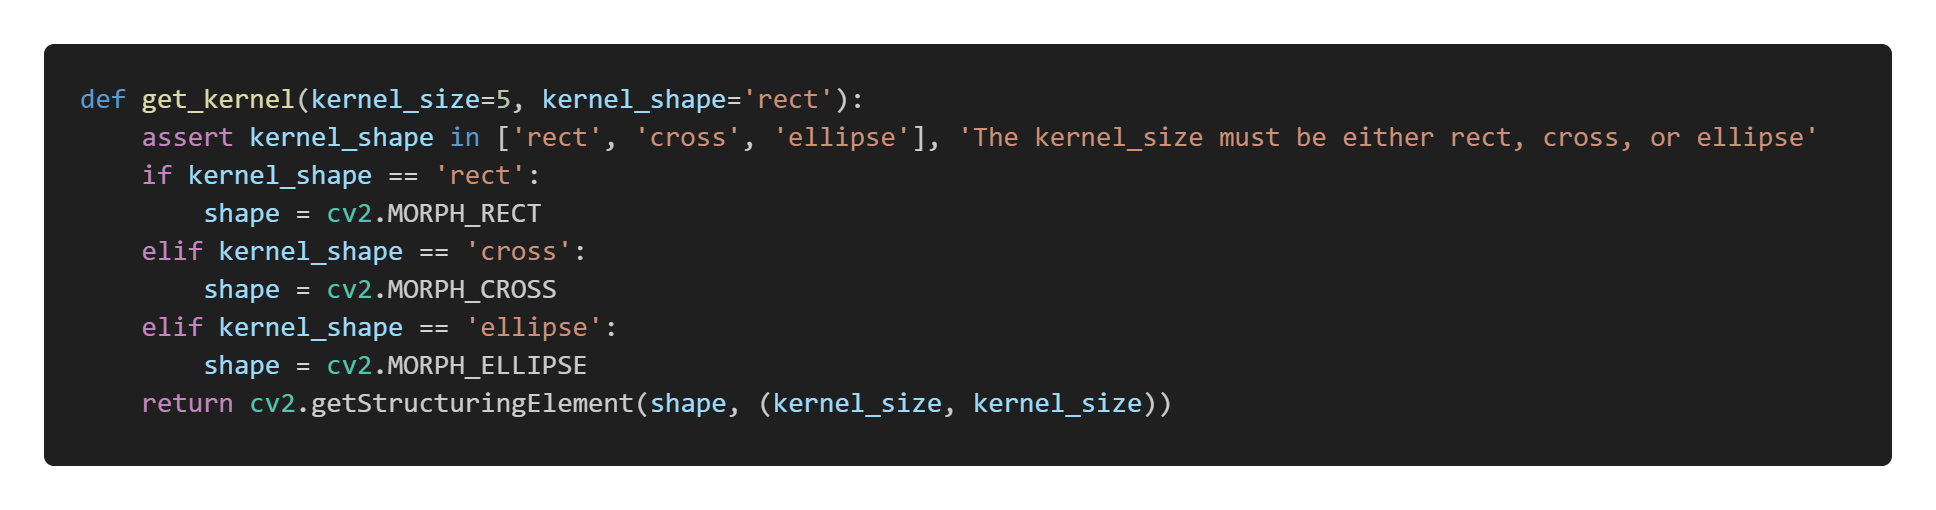 def get_kernel(kernel_size=5, kernel_shape='rect'):
    assert kernel_shape in ['rect', 'cross', 'ellipse'], 'The kernel_size must be either rect, cross, or ellipse'
    if kernel_shape == 'rect':
        shape = cv2.MORPH_RECT
    elif kernel_shape == 'cross':
        shape = cv2.MORPH_CROSS
    elif kernel_shape == 'ellipse':
        shape = cv2.MORPH_ELLIPSE
    return cv2.getStructuringElement(shape, (kernel_size, kernel_size))